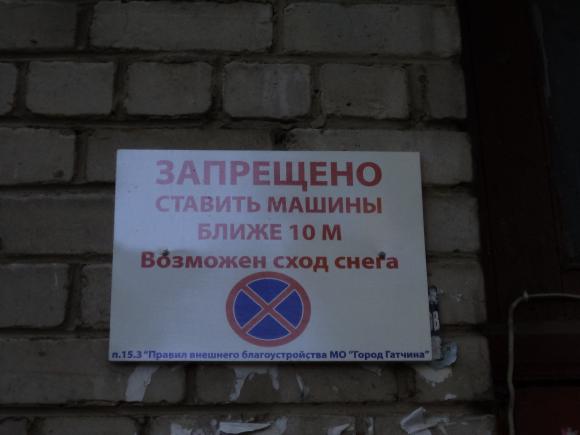 ЗАПРЕЩЕНО
СТАВИТЬ МАШИНЫ
БЛИЖЕ 10 М
Возможен сход снега
п.15.3 "Правил внешнего благоустройства МО "Город Гатчина"